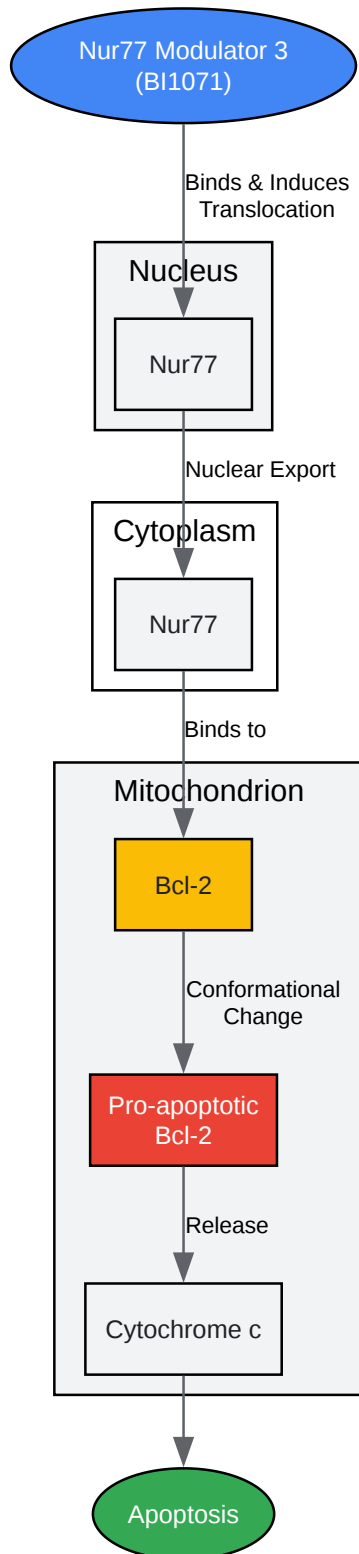 Nur77 Modulator 3
(BI1071)
Binds & Induces
Translocation
Nucleus
Nur77
Nuclear Export
Cytoplasm
Nur77
Binds to
Mitochondrion
Bcl-2
Conformational
Change
Pro-apoptotic
Bcl-2
Release
Cytochrome c
Apoptosis